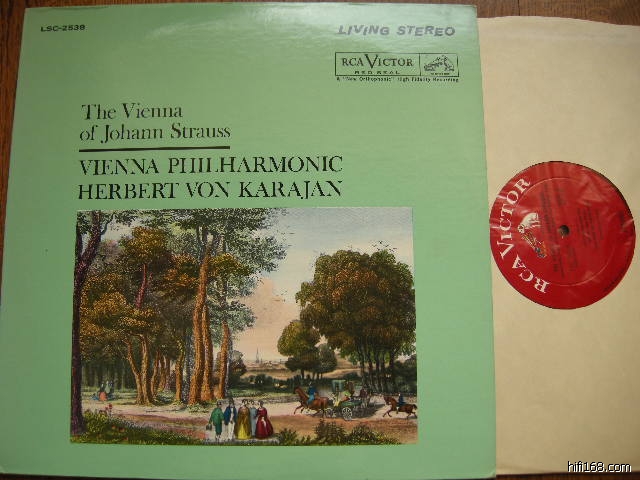 LSC-2538
LIVING STEREO
RCA VICTOR
RED SEAL
A "New Orthophonic" High Fidelity Recording
The Vienna
of Johann Strauss
VIENNA PHILHARMONIC
HERBERT VON KARAJAN
RCA VICTOR
hifi168.com